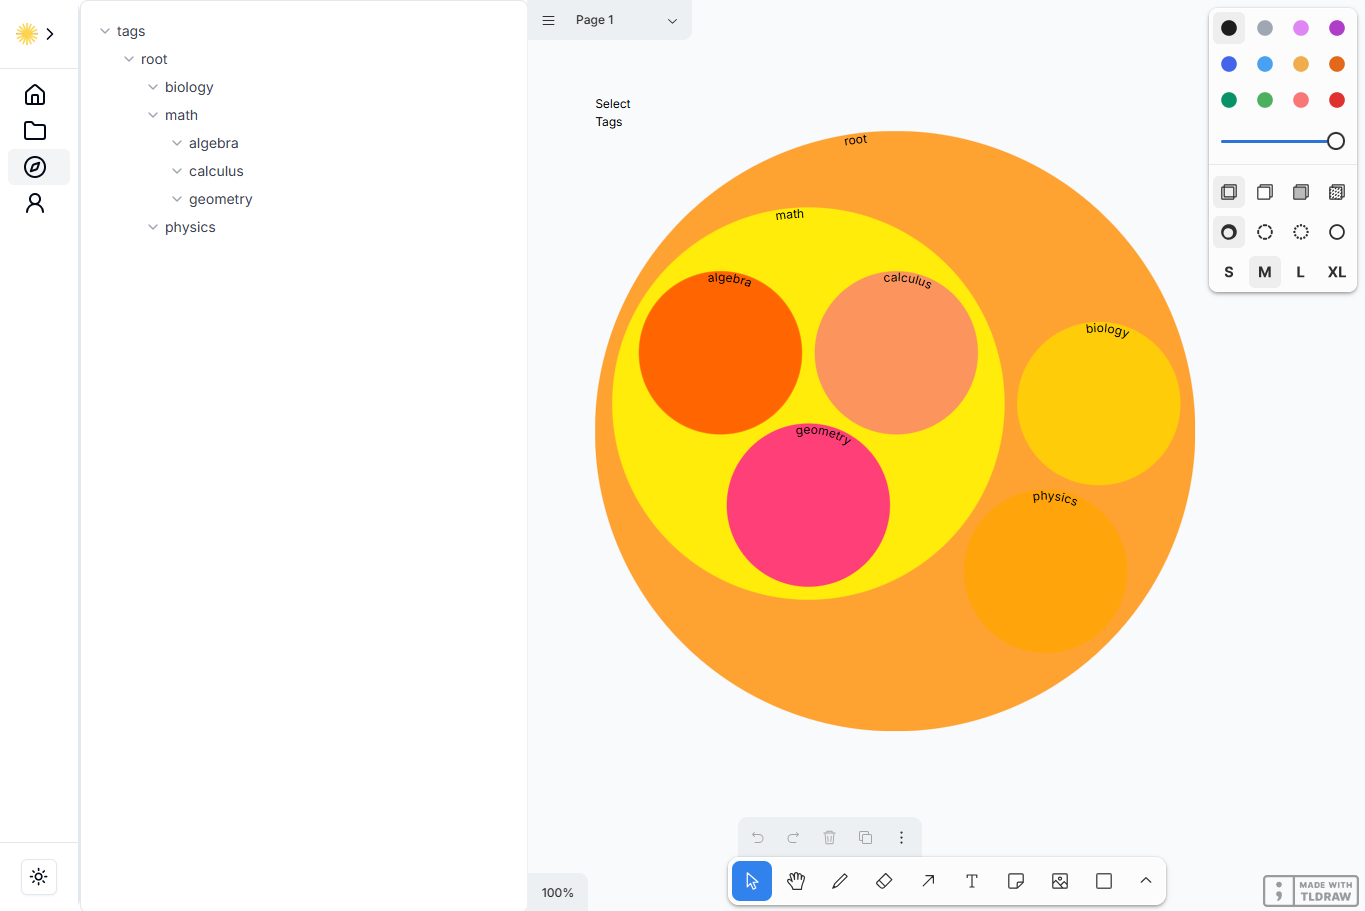 tags
root
biology
math
algebra
calculus
geometry
physics
Page 1
Select
Tags
root
math
algebra
calculus
biology
geometry
physics
S M L XL
100%
T
MADE WITH
TLDRAW